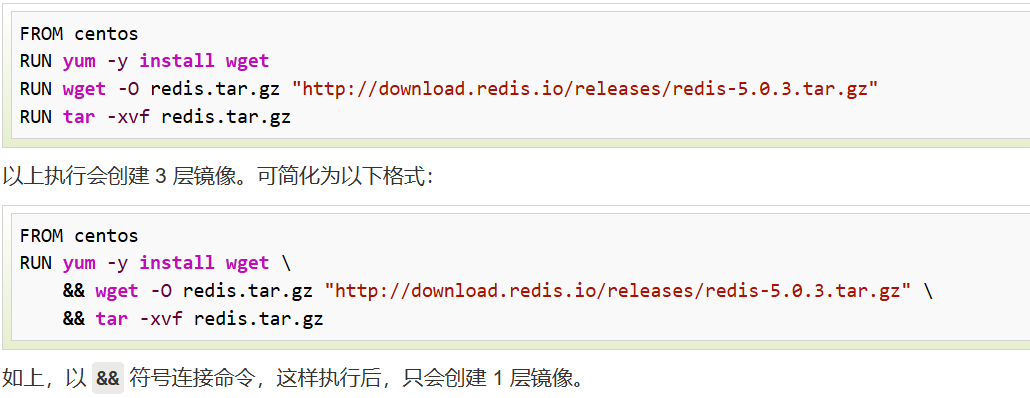 FROM centos
RUN yum -y install wget
RUN wget -O redis.tar.gz "http://download.redis.io/releases/redis-5.0.3.tar.gz"
RUN tar -xvf redis.tar.gz
以上执行会创建 3 层镜像。可简化为以下格式：
FROM centos
RUN yum -y install wget \
    && wget -O redis.tar.gz "http://download.redis.io/releases/redis-5.0.3.tar.gz" \
    && tar -xvf redis.tar.gz
如上，以 && 符号连接命令，这样执行后，只会创建 1 层镜像。